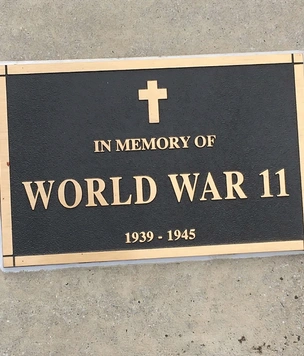 IN MEMORY OF
WORLD WAR 11
1939 - 1945